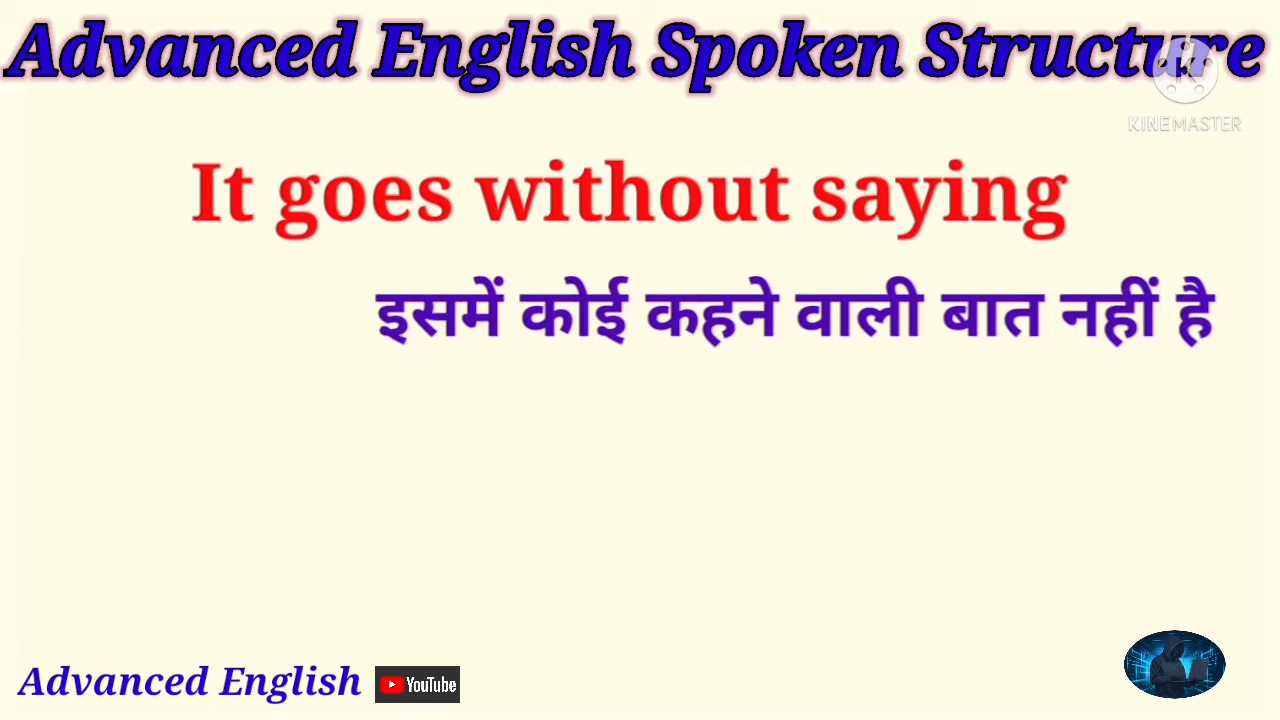 Advanced English Spoken Structure
KINEMASTER
It goes without saying
इसमें कोई कहने वाली बात नहीं है
Advanced English YouTube